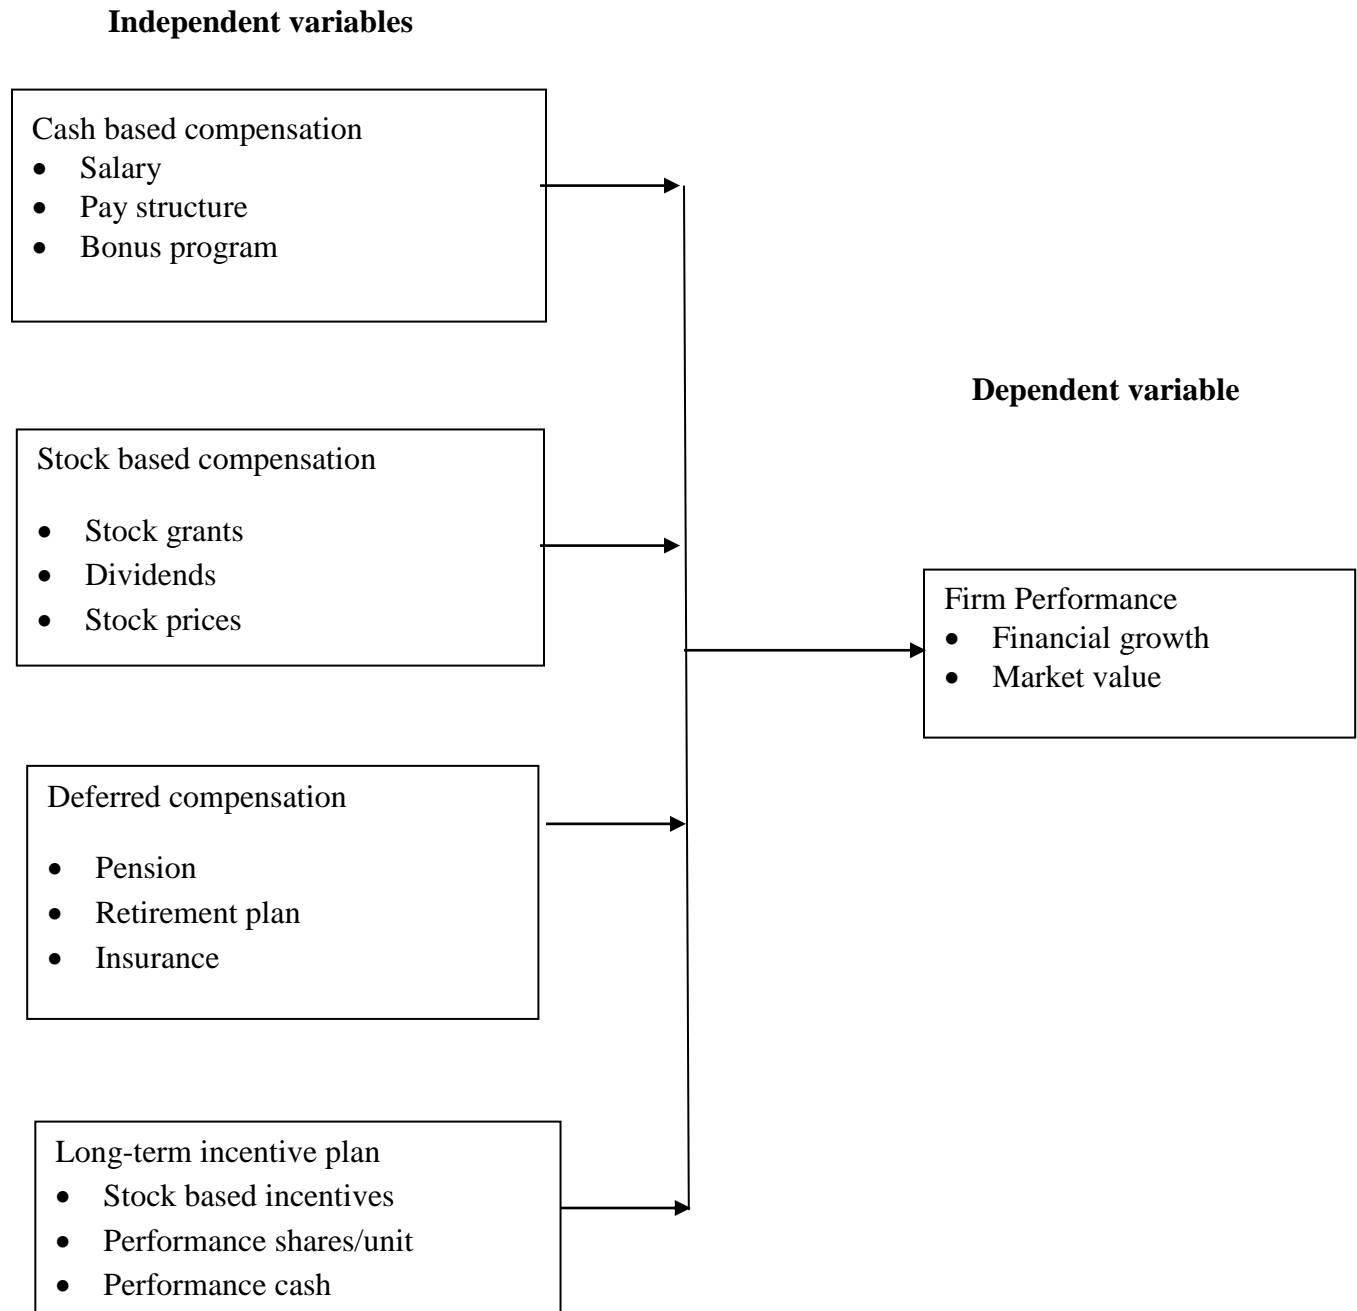 Independent variables
Cash based compensation
• Salary
• Pay structure
• Bonus program
Dependent variable
Stock based compensation
• Stock grants
• Dividends
• Stock prices
Firm Performance
• Financial growth
• Market value
Deferred compensation
• Pension
• Retirement plan
• Insurance
Long-term incentive plan
• Stock based incentives
• Performance shares/unit
• Performance cash